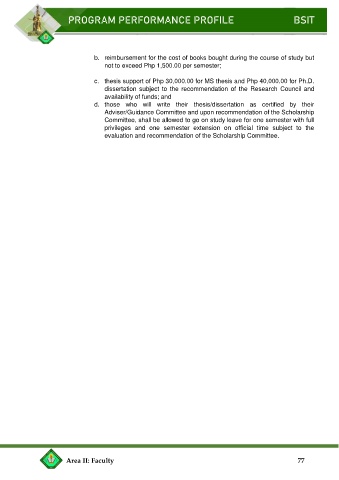 PROGRAM PERFORMANCE PROFILE BSIT
b. reimbursement for the cost of books bought during the course of study but
not to exceed Php 1,500.00 per semester;
c. thesis support of Php 30,000.00 for MS thesis and Php 40,000.00 for Ph.D.
dissertation subject to the recommendation of the Research Council and
availability of funds; and
d. those who will write their thesis/dissertation as certified by their
Adviser/Guidance Committee and upon recommendation of the Scholarship
Committee, shall be allowed to go on study leave for one semester with full
privileges and one semester extension on official time subject to the
evaluation and recommendation of the Scholarship Committee.
Area II: Faculty 77